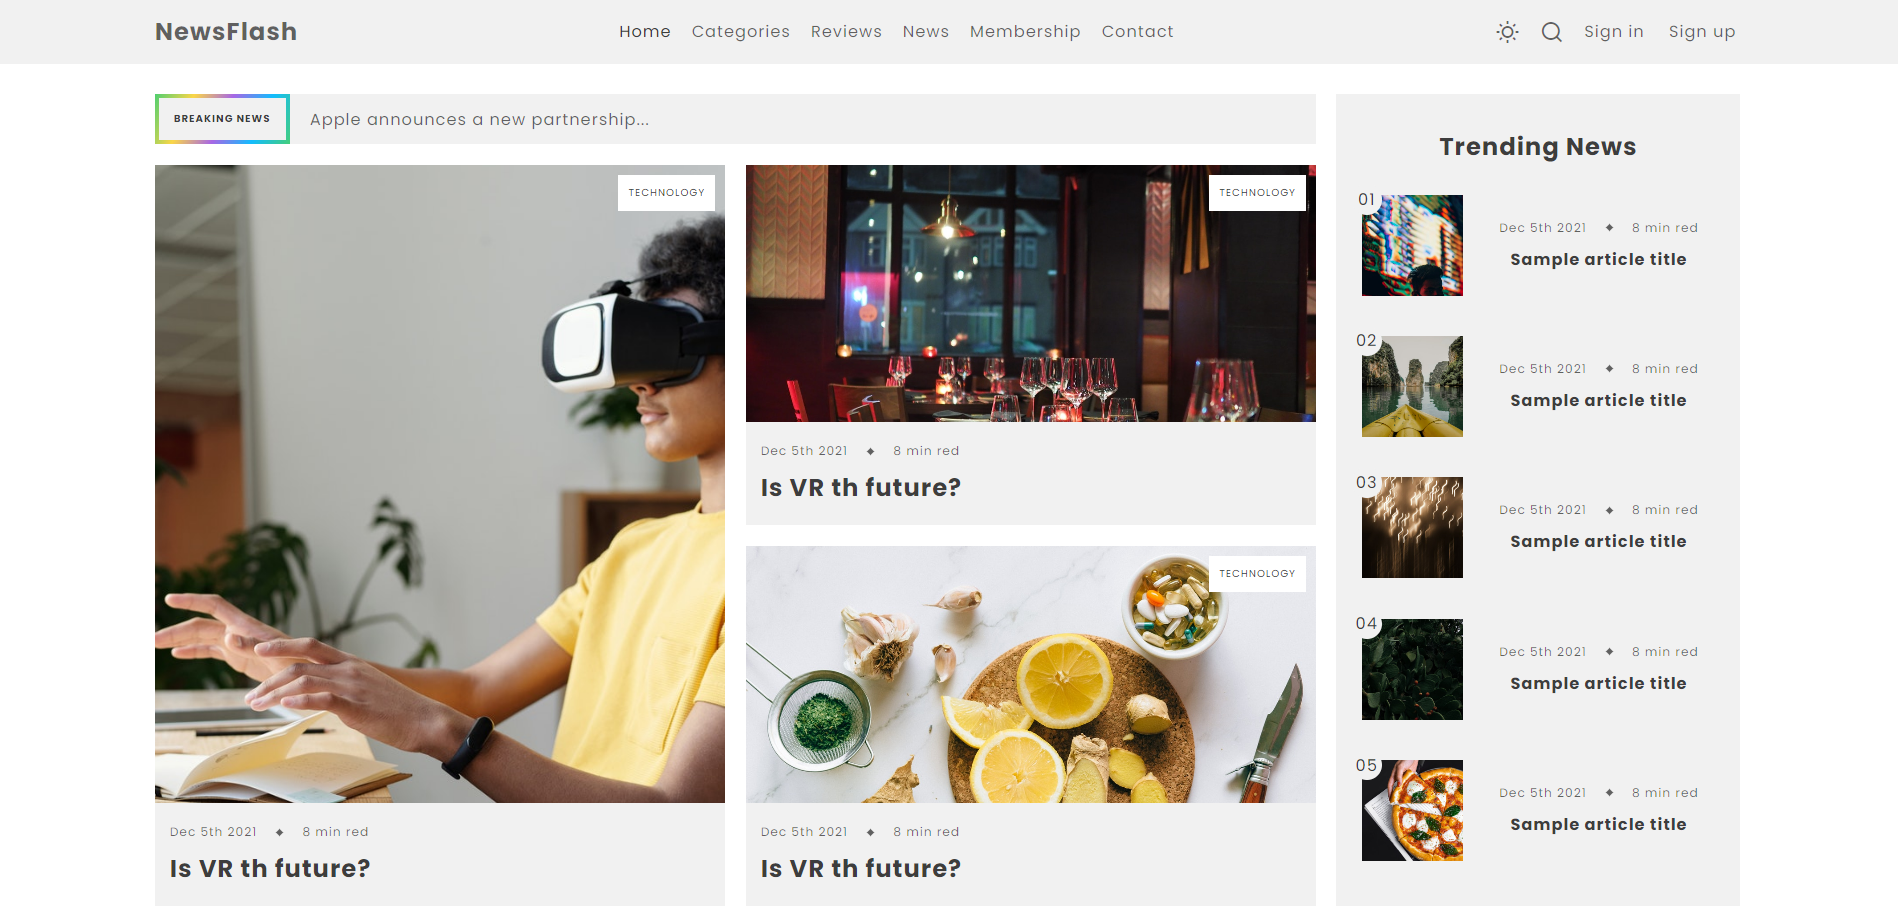 NewsFlash
Home Categories Reviews News Membership Contact
Sign in Sign up
BREAKING NEWS
Apple announces a new partnership...
TECHNOLOGY
Dec 5th 2021 ◆ 8 min red
Is VR th future?
TECHNOLOGY
Dec 5th 2021 ◆ 8 min red
Is VR th future?
TECHNOLOGY
Dec 5th 2021 ◆ 8 min red
Is VR th future?
Trending News
01
Dec 5th 2021 ◆ 8 min red
Sample article title
02
Dec 5th 2021 ◆ 8 min red
Sample article title
03
Dec 5th 2021 ◆ 8 min red
Sample article title
04
Dec 5th 2021 ◆ 8 min red
Sample article title
05
Dec 5th 2021 ◆ 8 min red
Sample article title